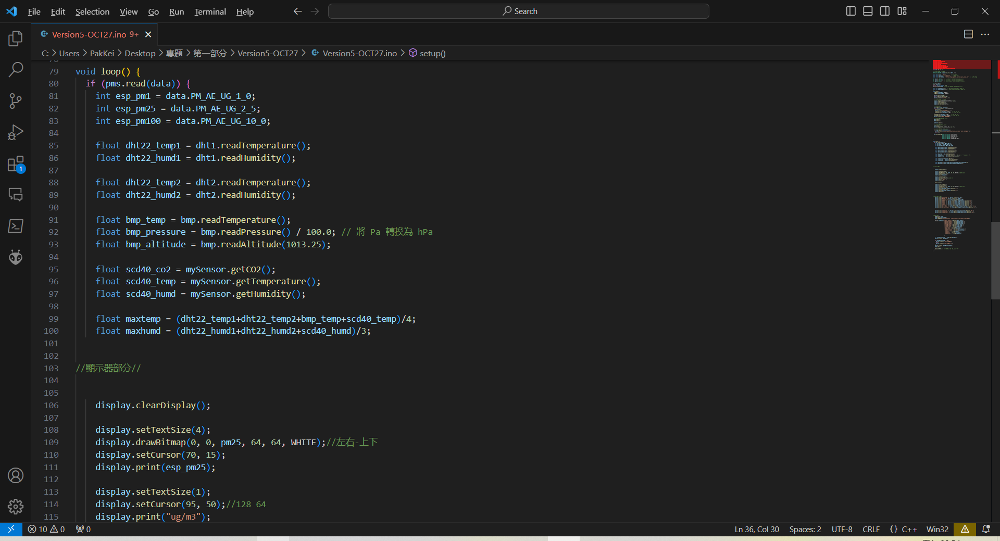 File Edit Selection View Go Run Terminal Help Search
Version5-OCT27.ino 9+
C: > Users > PakKei > Desktop > 專題 > 第一部分 > Version5-OCT27 > Version5-OCT27.ino > setup()
78
79 void loop() {
80 if (pms.read(data)) {
81 int esp_pm1 = data.PM_AE_UG_1_0;
82 int esp_pm25 = data.PM_AE_UG_2_5;
83 int esp_pm100 = data.PM_AE_UG_10_0;
84
85 float dht22_temp1 = dht1.readTemperature();
86 float dht22_humd1 = dht1.readHumidity();
87
88 float dht22_temp2 = dht2.readTemperature();
89 float dht22_humd2 = dht2.readHumidity();
90
91 float bmp_temp = bmp.readTemperature();
92 float bmp_pressure = bmp.readPressure() / 100.0; // 將 Pa 轉換為 hPa
93 float bmp_altitude = bmp.readAltitude(1013.25);
94
95 float scd40_co2 = mySensor.getCO2();
96 float scd40_temp = mySensor.getTemperature();
97 float scd40_humd = mySensor.getHumidity();
98
99 float maxtemp = (dht22_temp1+dht22_temp2+bmp_temp+scd40_temp)/4;
100 float maxhumd = (dht22_humd1+dht22_humd2+scd40_humd)/3;
101
102
103 //顯示器部分//
104
105
106 display.clearDisplay();
107
108 display.setTextSize(4);
109 display.drawBitmap(0, 0, pm25, 64, 64, WHITE);//左右-上下
110 display.setCursor(70, 15);
111 display.print(esp_pm25);
112
113 display.setTextSize(1);
114 display.setCursor(95, 50);//128 64
115 display.print("ug/m3");
1
10 0 0 Ln 36, Col 30 Spaces: 2 UTF-8 CRLF {} C++ Win32